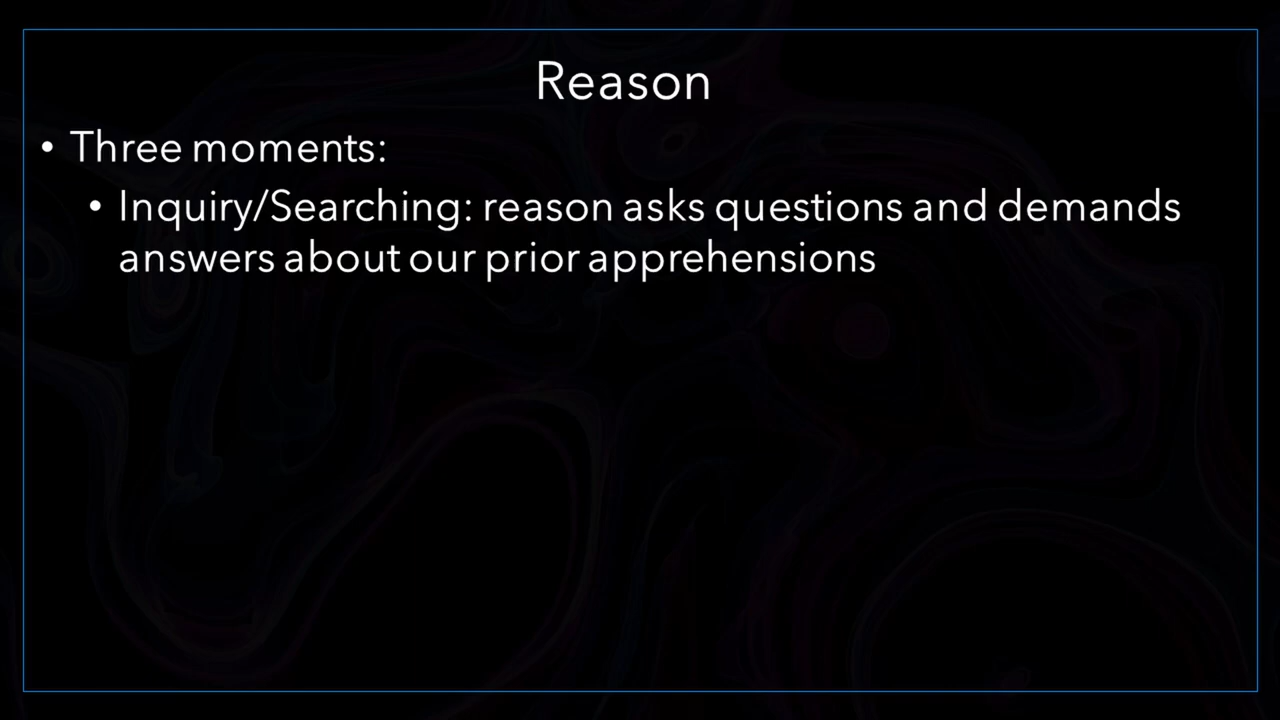 Reason
• Three moments:
• Inquiry/Searching: reason asks questions and demands
answers about our prior apprehensions